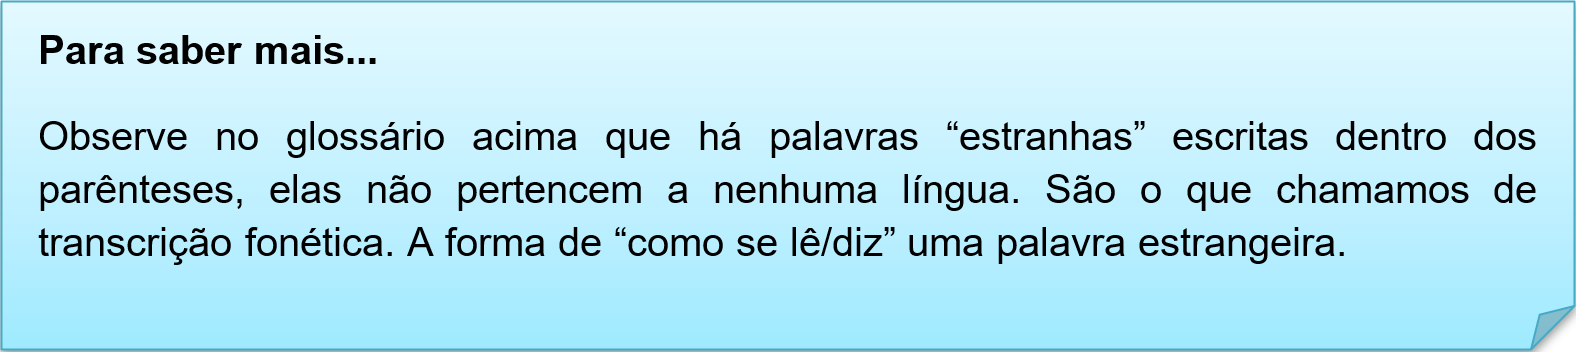 Para saber mais...
Observe no glossário acima que há palavras “estranhas” escritas dentro dos
parênteses, elas não pertencem a nenhuma língua. São o que chamamos de
transcrição fonética. A forma de “como se lê/diz” uma palavra estrangeira.